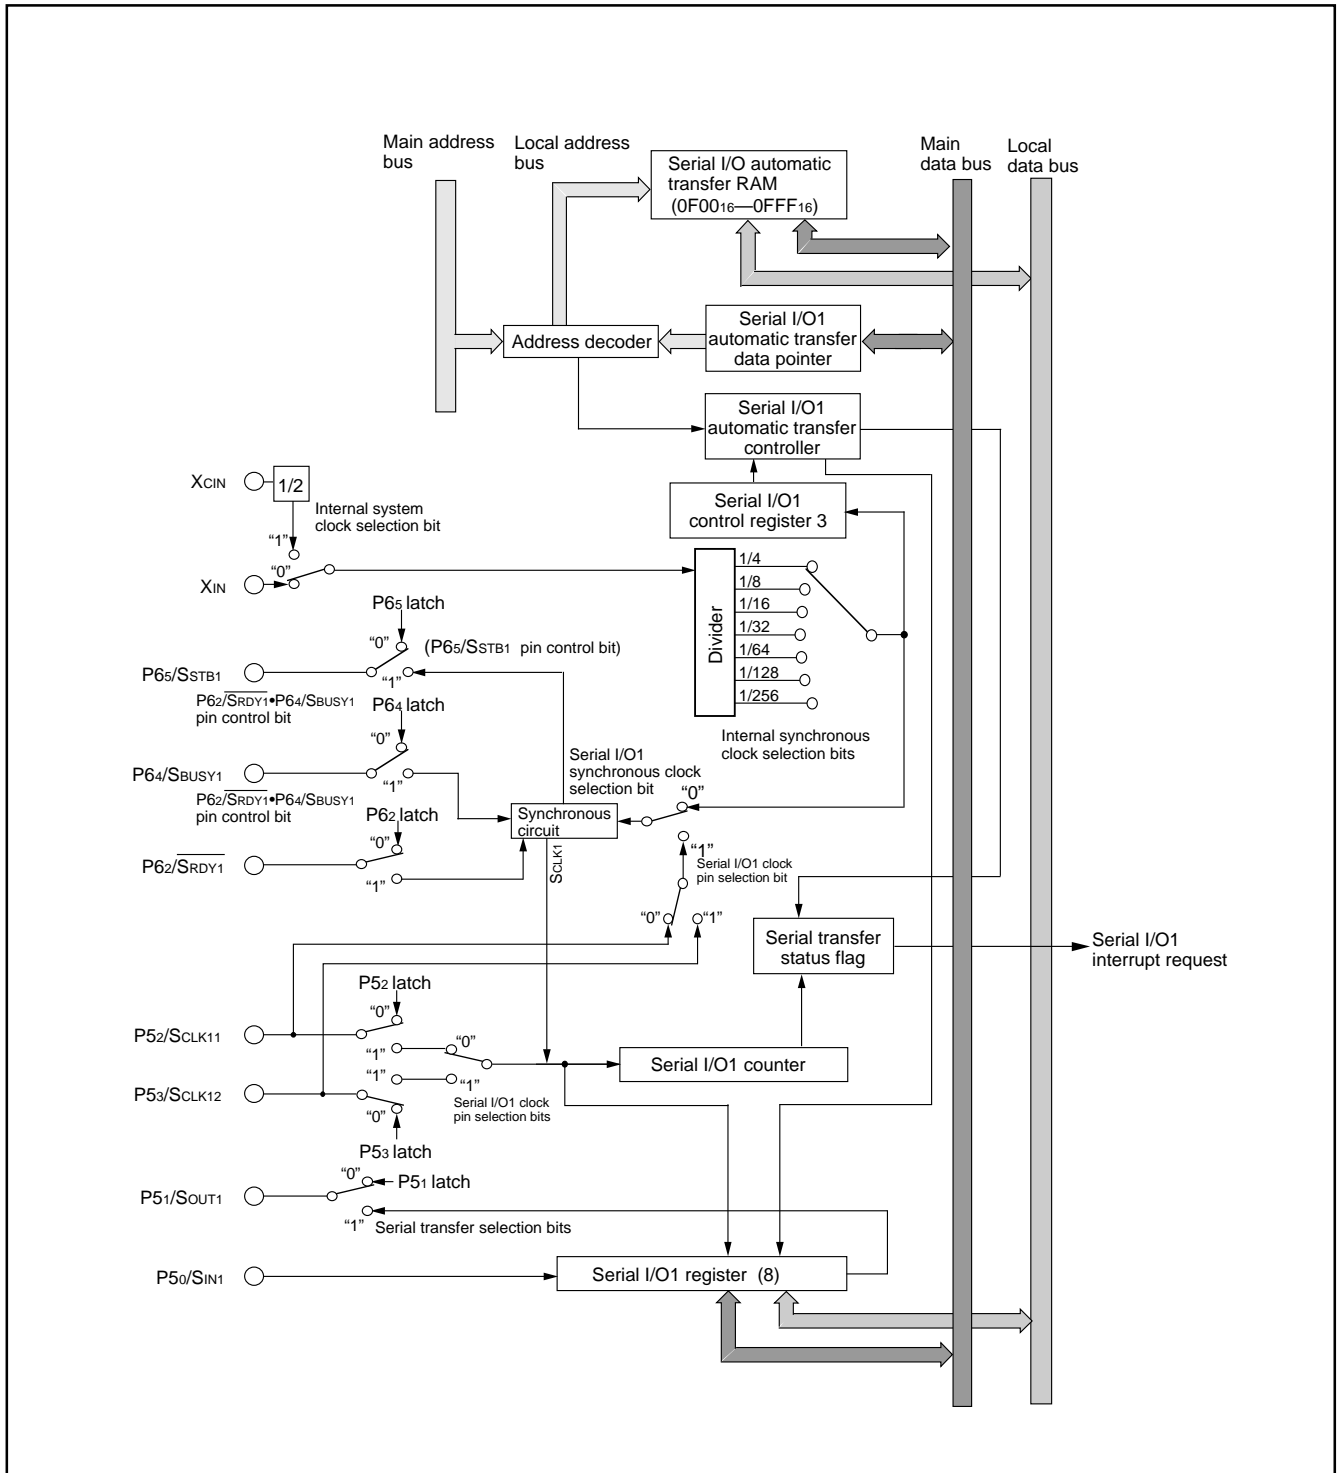 Main address
bus
Local address
bus
Serial I/O automatic
transfer RAM
(0F0016—0FFF16)
Main
data bus
Local
data bus
Address decoder
Serial I/O1
automatic transfer
data pointer
Serial I/O1
automatic transfer
controller
XCIN
1/2
Internal system
clock selection bit
"1"
Serial I/O1
control register 3
XIN
"0"
Divider
1/4
1/8
1/16
1/32
1/64
1/128
1/256
Internal synchronous
clock selection bits
P65 latch
"0"
(P65/SSTB1 pin control bit)
P65/SSTB1
"1"
P62/SRDY1•P64/SBUSY1
pin control bit
P64 latch
"0"
P64/SBUSY1
"1"
Serial I/O1
synchronous clock
selection bit
"0"
P62/SRDY1•P64/SBUSY1
pin control bit
P62 latch
"0"
Synchronous
circuit
P62/SRDY1
"1"
SCLK1
"1"
Serial I/O1 clock
pin selection bit
"0"
"1"
Serial transfer
status flag
Serial I/O1
interrupt request
P52 latch
"0"
P52/SCLK11
"1"
"0"
Serial I/O1 counter
P53/SCLK12
"1"
"1"
Serial I/O1 clock
pin selection bits
"0"
P53 latch
"0"
P51 latch
P51/SOUT1
"1"
Serial transfer selection bits
P50/SIN1
Serial I/O1 register (8)